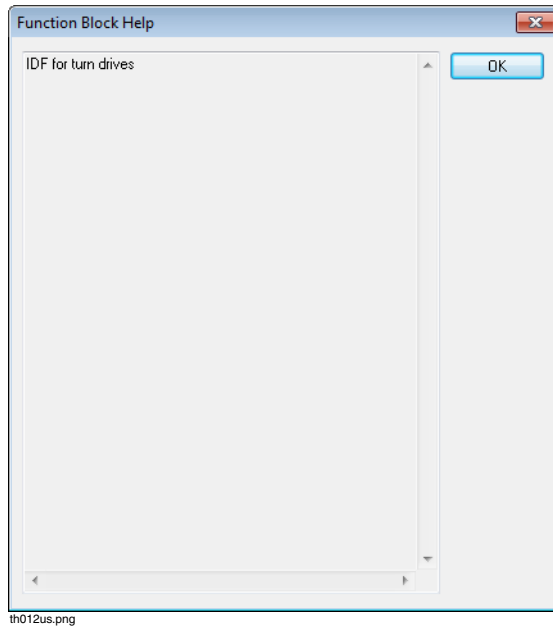 Function Block Help
IDF for turn drives
OK
th012us.png